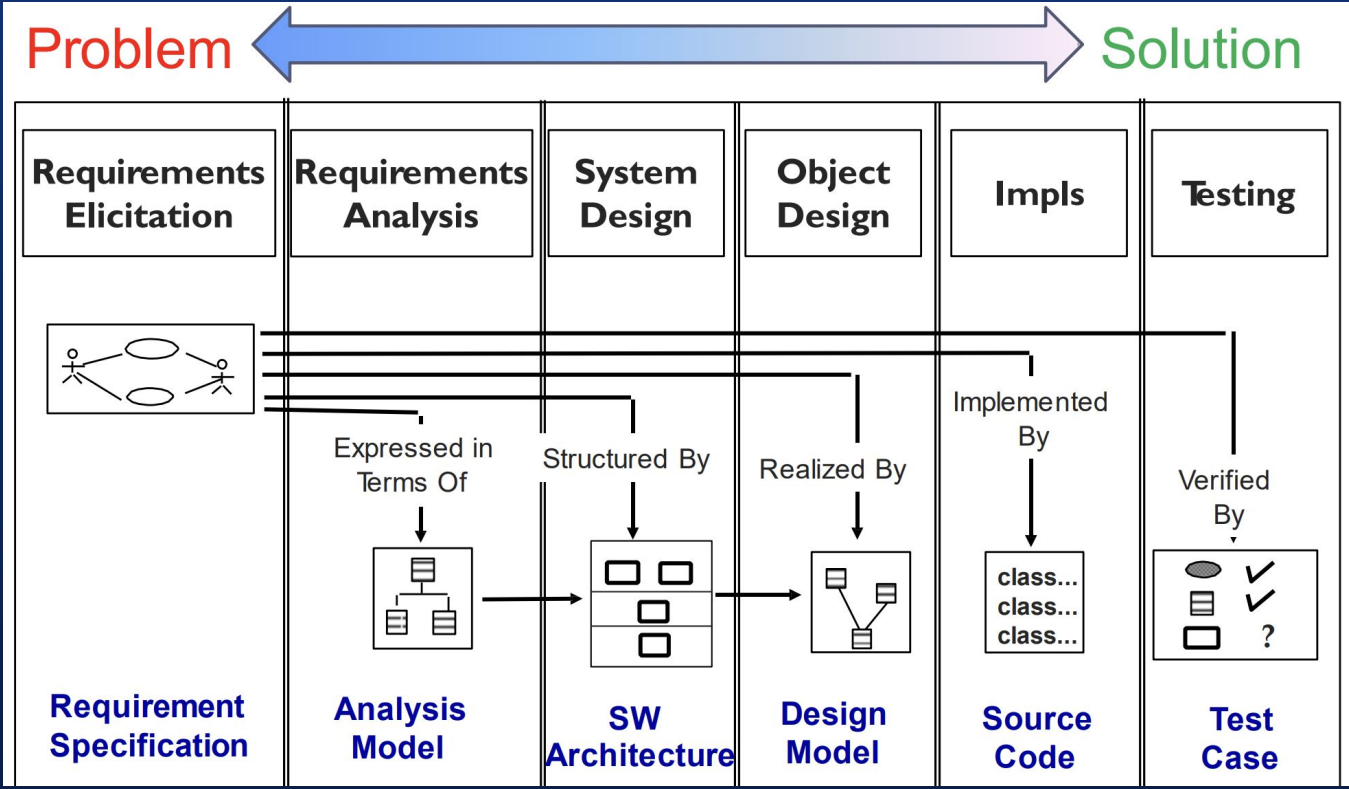 Problem
Solution
Requirements
Elicitation
Requirements
Analysis
System
Design
Object
Design
Impls
Testing
Expressed in
Terms Of
Structured By
Realized By
Implemented
By
Verified
By
class...
class...
class...
?
Requirement
Specification
Analysis
Model
SW
Architecture
Design
Model
Source
Code
Test
Case